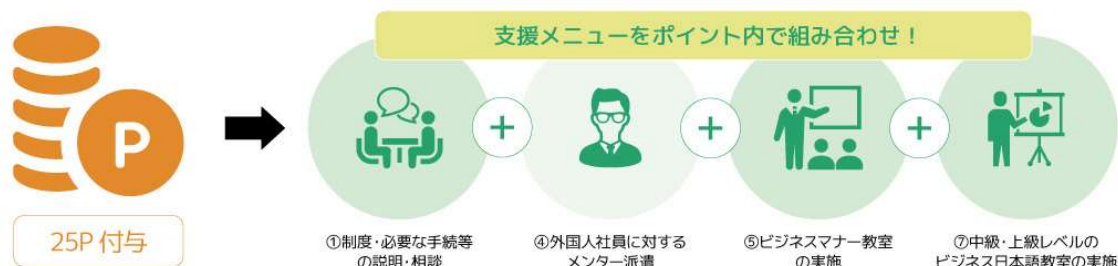 支援メニューをポイント内で組み合わせ!
P
25P 付与
①制度・必要な手続等
の説明・相談
④外国人社員に対する
メンター派遣
⑤ビジネスマナー教室
の実施
⑦中級・上級レベルの
ビジネス日本語教室の実施